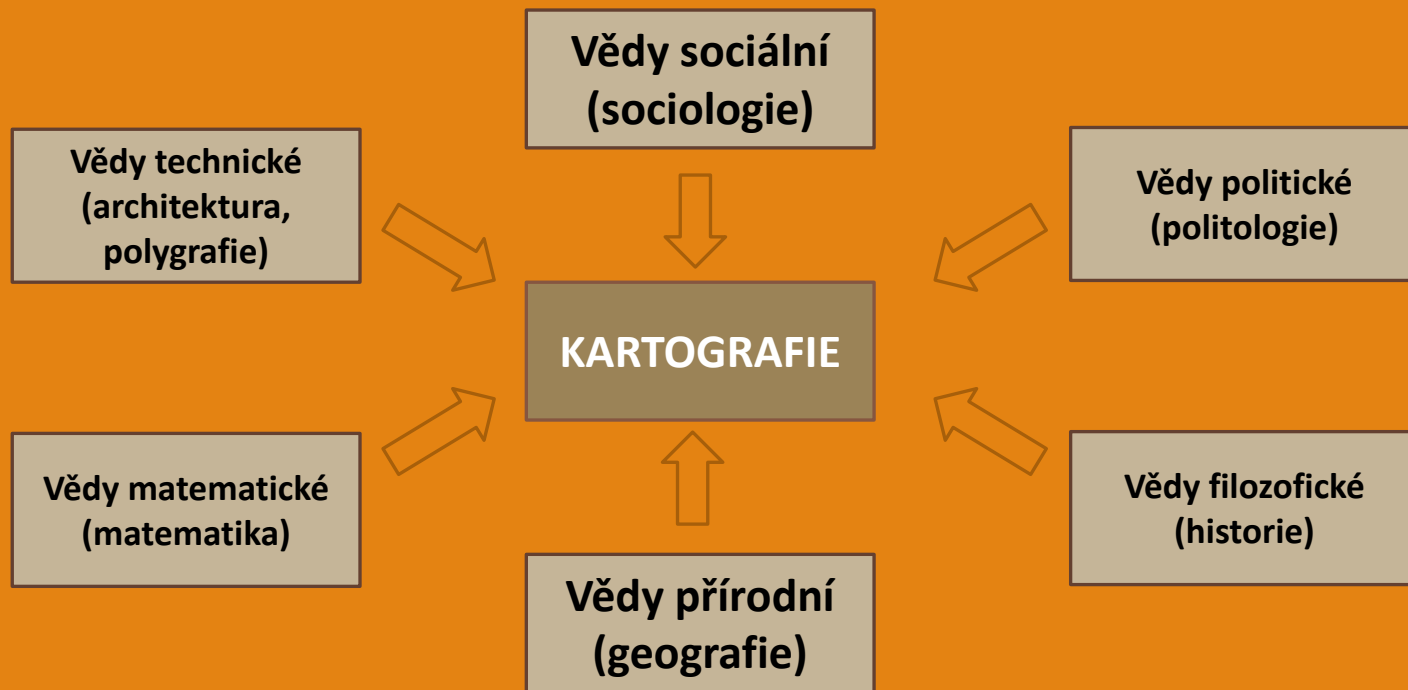 Vědy sociální
(sociologie)
Vědy technické
(architektura,
polygrafie)
Vědy politické
(politologie)
KARTOGRAFIE
Vědy matematické
(matematika)
Vědy filozofické
(historie)
Vědy přírodní
(geografie)